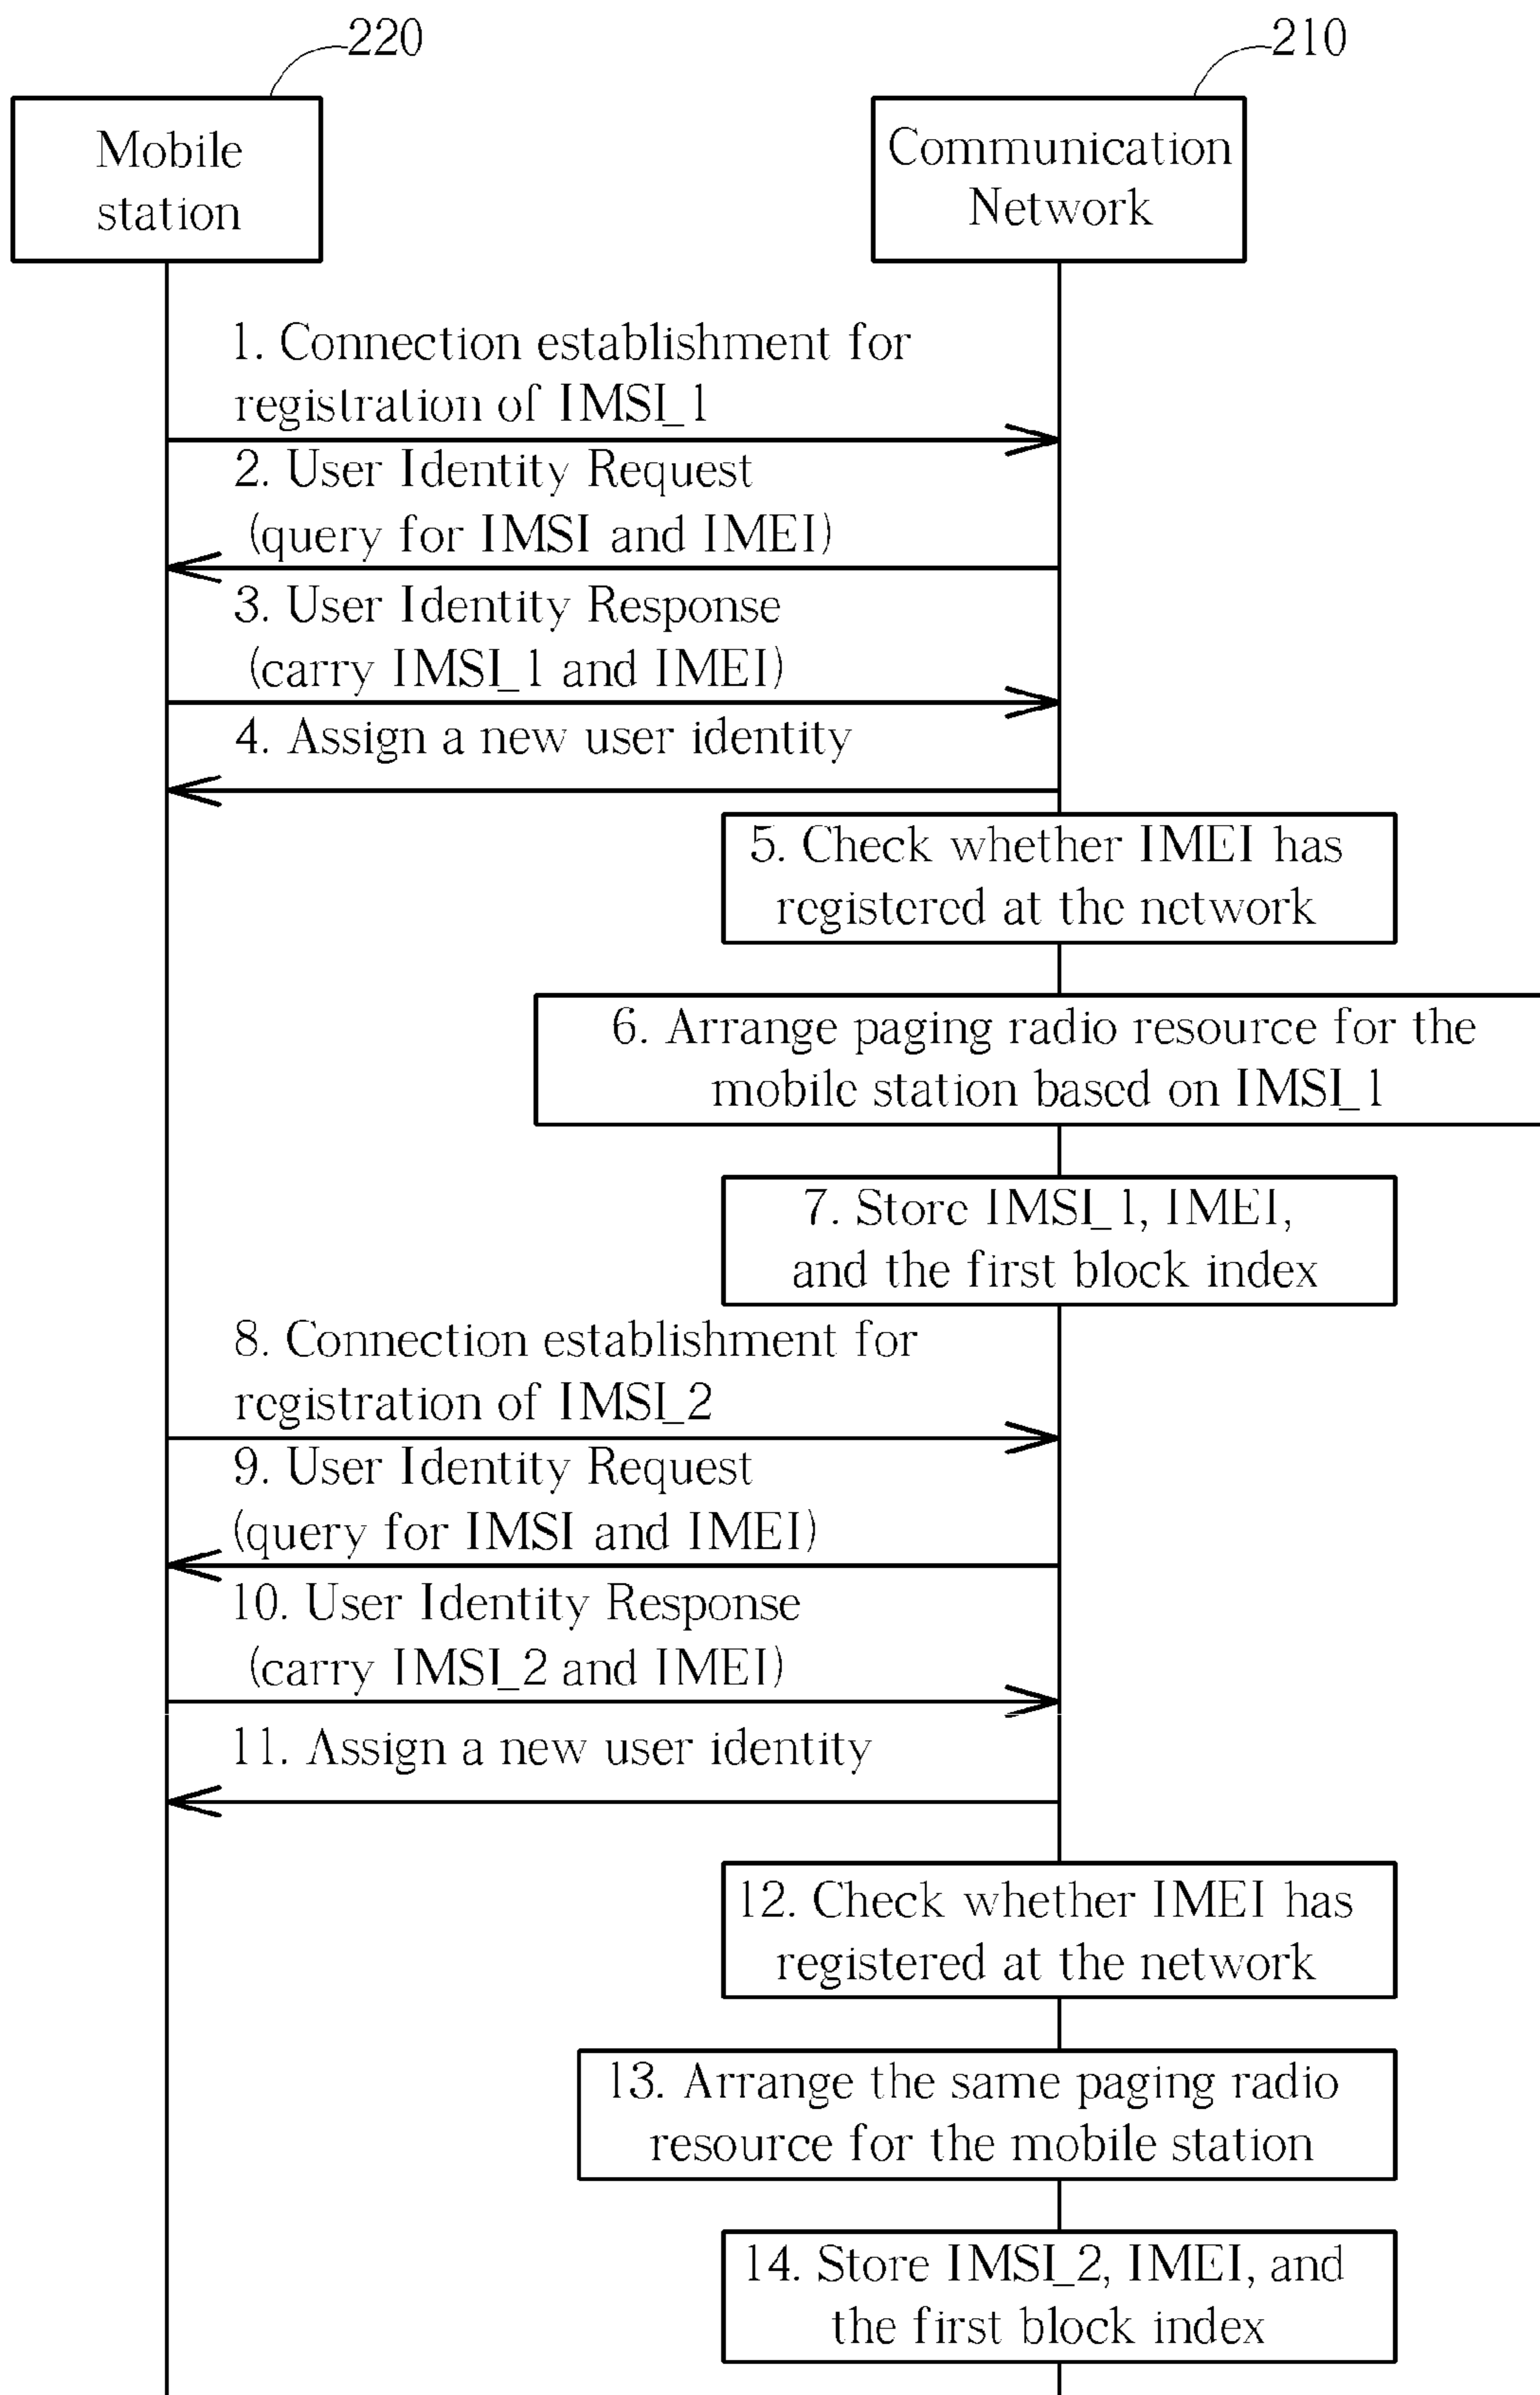 220
210
Mobile
station
Communication
Network
1. Connection establishment for
registration of IMSI_1
2. User Identity Request
(query for IMSI and IMEI)
3. User Identity Response
(carry IMSI_1 and IMEI)
4. Assign a new user identity
5. Check whether IMEI has
registered at the network
6. Arrange paging radio resource for the
mobile station based on IMSI_1
7. Store IMSI_1, IMEI,
and the first block index
8. Connection establishment for
registration of IMSI_2
9. User Identity Request
(query for IMSI and IMEI)
10. User Identity Response
(carry IMSI_2 and IMEI)
11. Assign a new user identity
12. Check whether IMEI has
registered at the network
13. Arrange the same paging radio
resource for the mobile station
14. Store IMSI_2, IMEI, and
the first block index